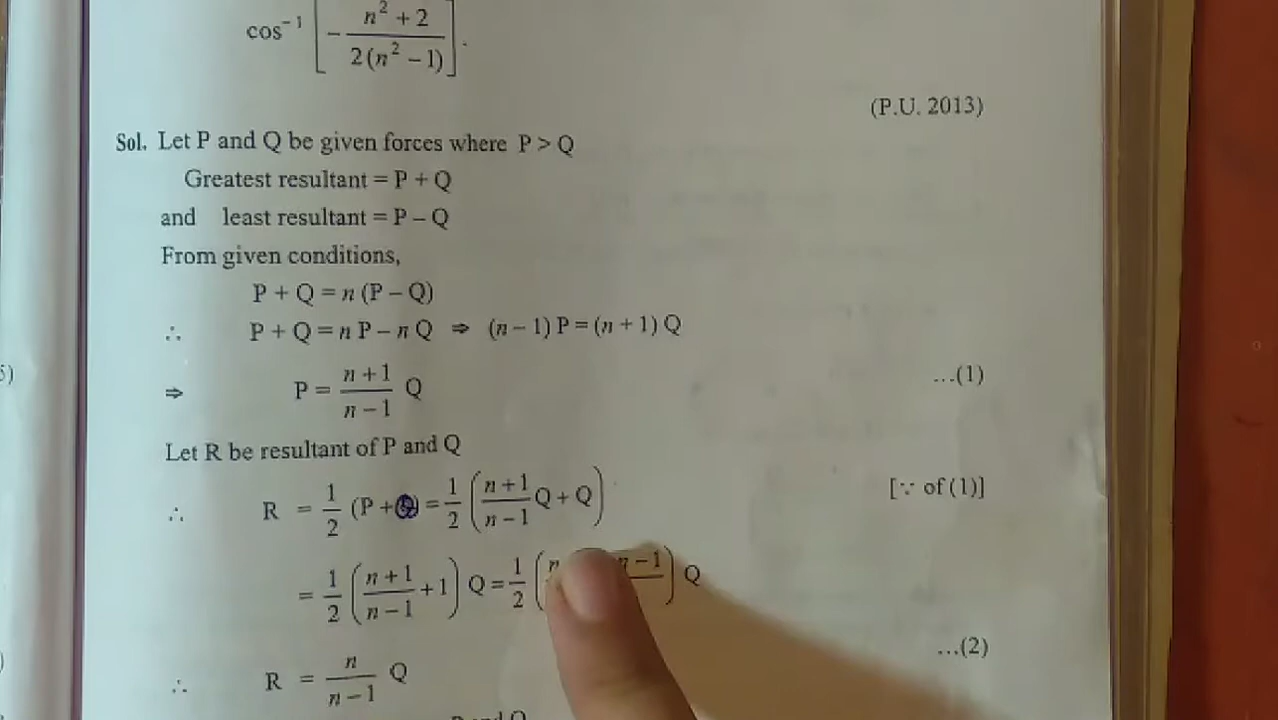 cos⁻¹ [ − (n² + 2) / (2(n² − 1)) ].
(P.U. 2013)
Sol. Let P and Q be given forces where P > Q
Greatest resultant = P + Q
and least resultant = P − Q
From given conditions,
P + Q = n (P − Q)
∴ P + Q = n P − n Q ⇒ (n − 1) P = (n + 1) Q
⇒ P = (n + 1)/(n − 1) Q ...(1)
Let R be resultant of P and Q
∴ R = 1/2 (P + Q) = 1/2 ((n + 1)/(n − 1) Q + Q) [∵ of (1)]
5)
= 1/2 ((n + 1)/(n − 1) + 1) Q = 1/2 ( n − 1 ) Q
∴ R = n/(n − 1) Q ...(2)